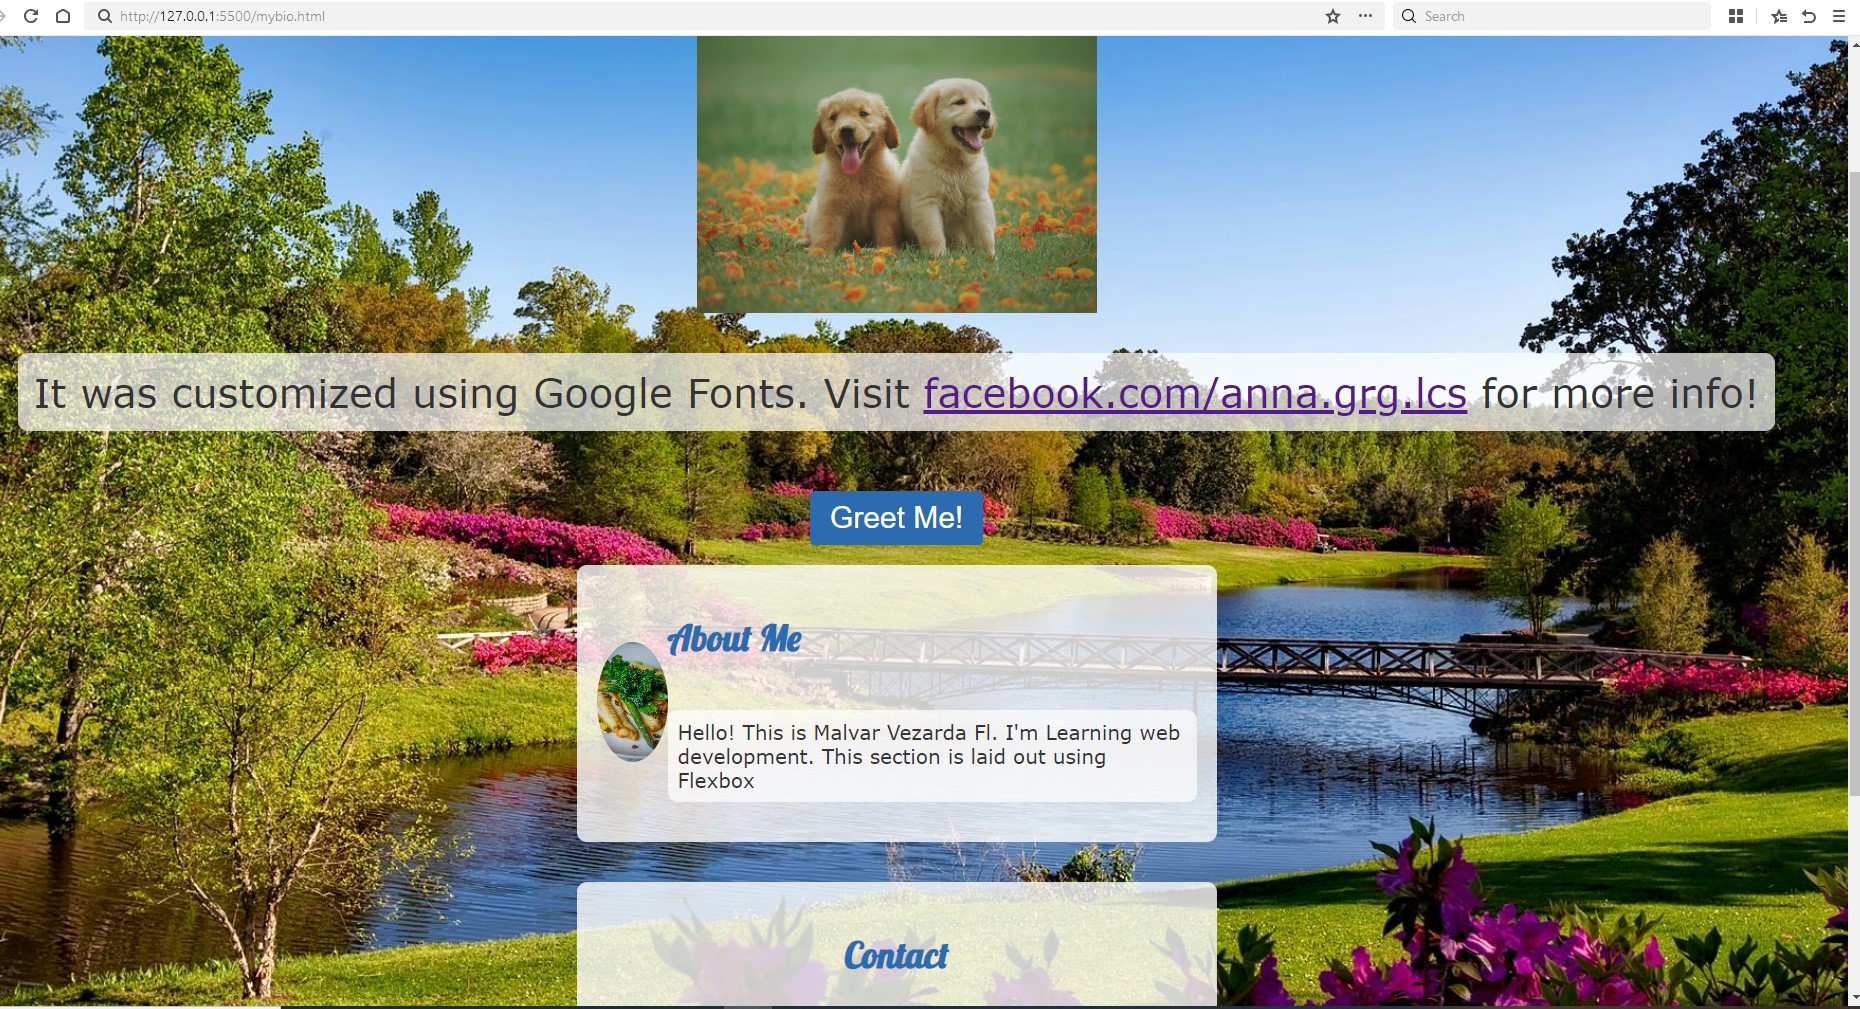 http://127.0.0.1:5500/mybio.html
Search
It was customized using Google Fonts. Visit facebook.com/anna.grg.lcs for more info!
Greet Me!
About Me
Hello! This is Malvar Vezarda Fl. I'm Learning web
development. This section is laid out using
Flexbox
Contact